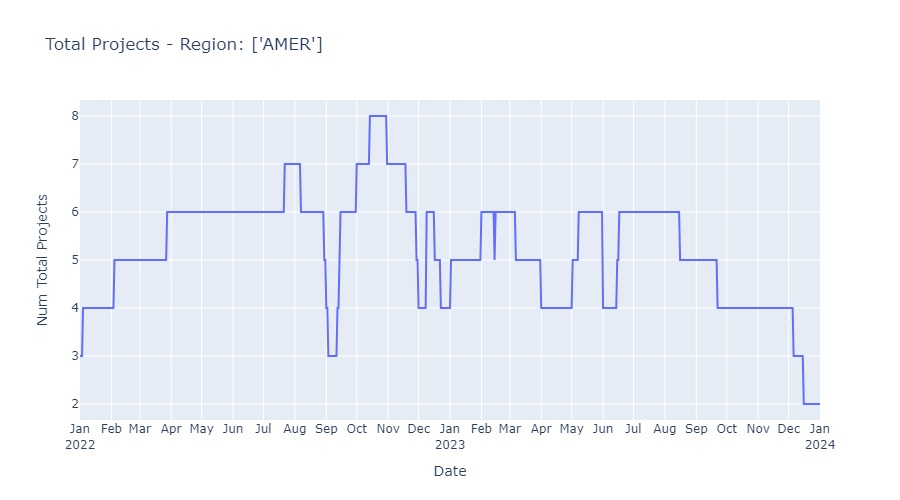 Total Projects - Region: ['AMER']
8
7
6
5
4
3
2
Num Total Projects
Jan Feb Mar Apr May Jun Jul Aug Sep Oct Nov Dec Jan Feb Mar Apr May Jun Jul Aug Sep Oct Nov Dec Jan
2022 2023 2024
Date